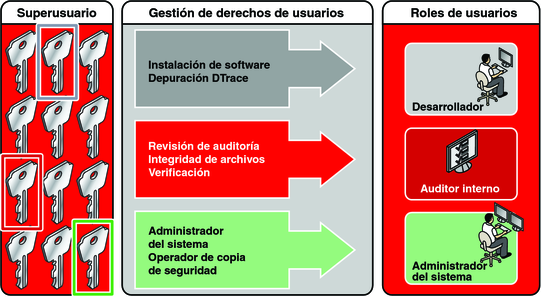 Superusuario
Gestión de derechos de usuarios
Roles de usuarios
Instalación de software
Depuración DTrace
Desarrollador
Revisión de auditoría
Integridad de archivos
Verificación
Auditor interno
Administrador
del sistema
Operador de copia
de seguridad
Administrador
del sistema